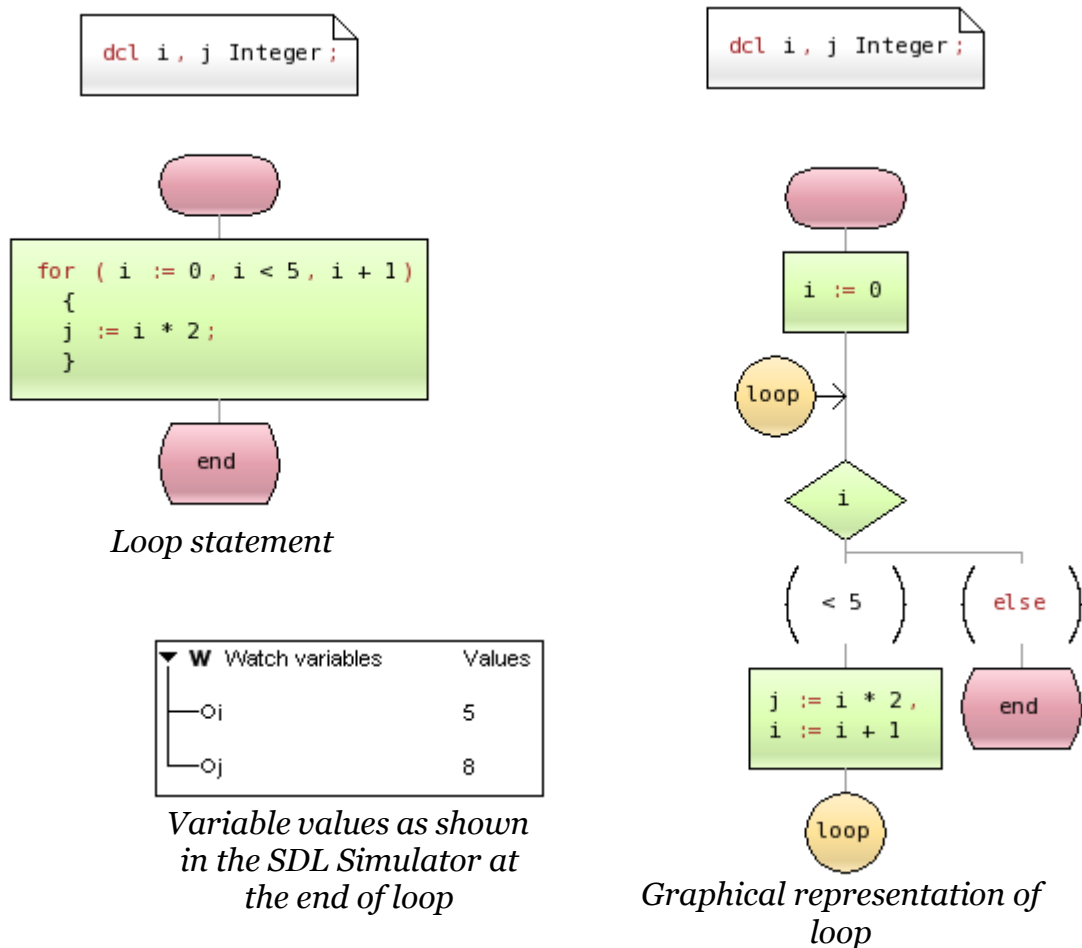 dcl i, j Integer;
for ( i := 0, i < 5, i + 1)
{
j := i * 2;
}
end
Loop statement
W Watch variables Values
i 5
j 8
Variable values as shown
in the SDL Simulator at
the end of loop
dcl i, j Integer;
i := 0
loop
i
< 5
else
j := i * 2,
i := i + 1
end
loop
Graphical representation of
loop